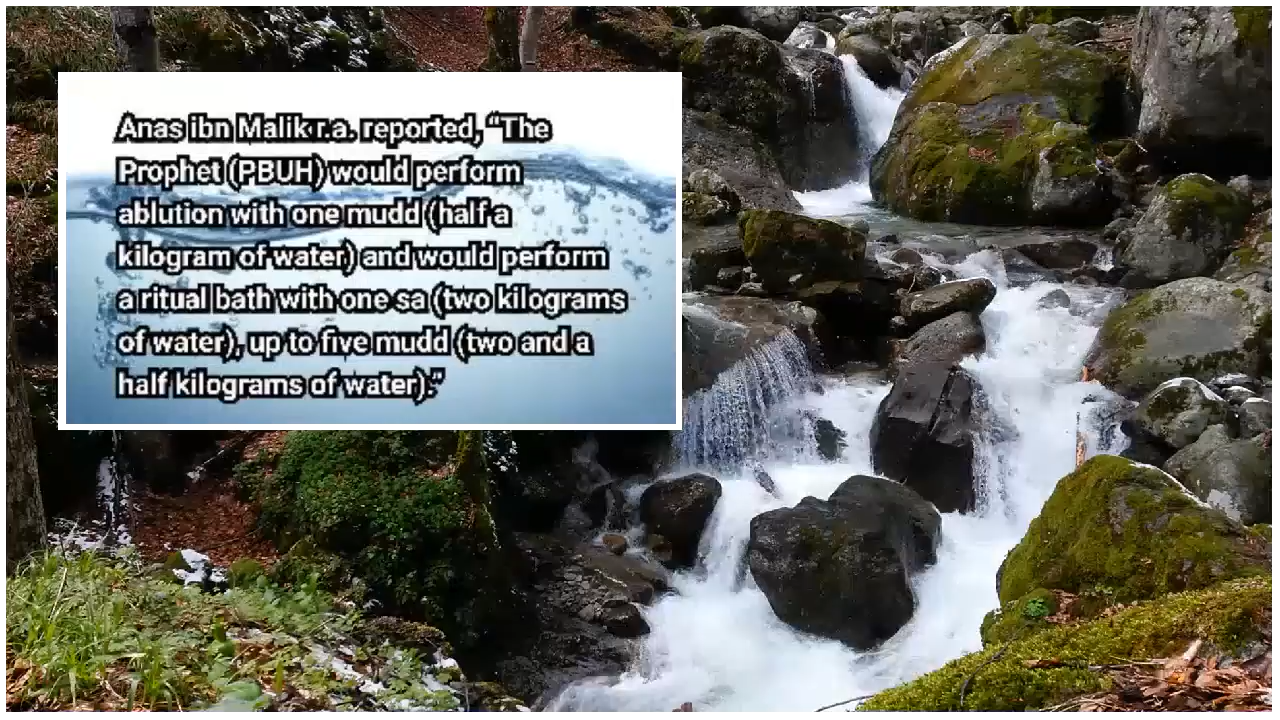 Anas ibn Malik r.a. reported, “The
Prophet (PBUH) would perform
ablution with one mudd (half a
kilogram of water) and would perform
a ritual bath with one sa (two kilograms
of water), up to five mudd (two and a
half kilograms of water).”